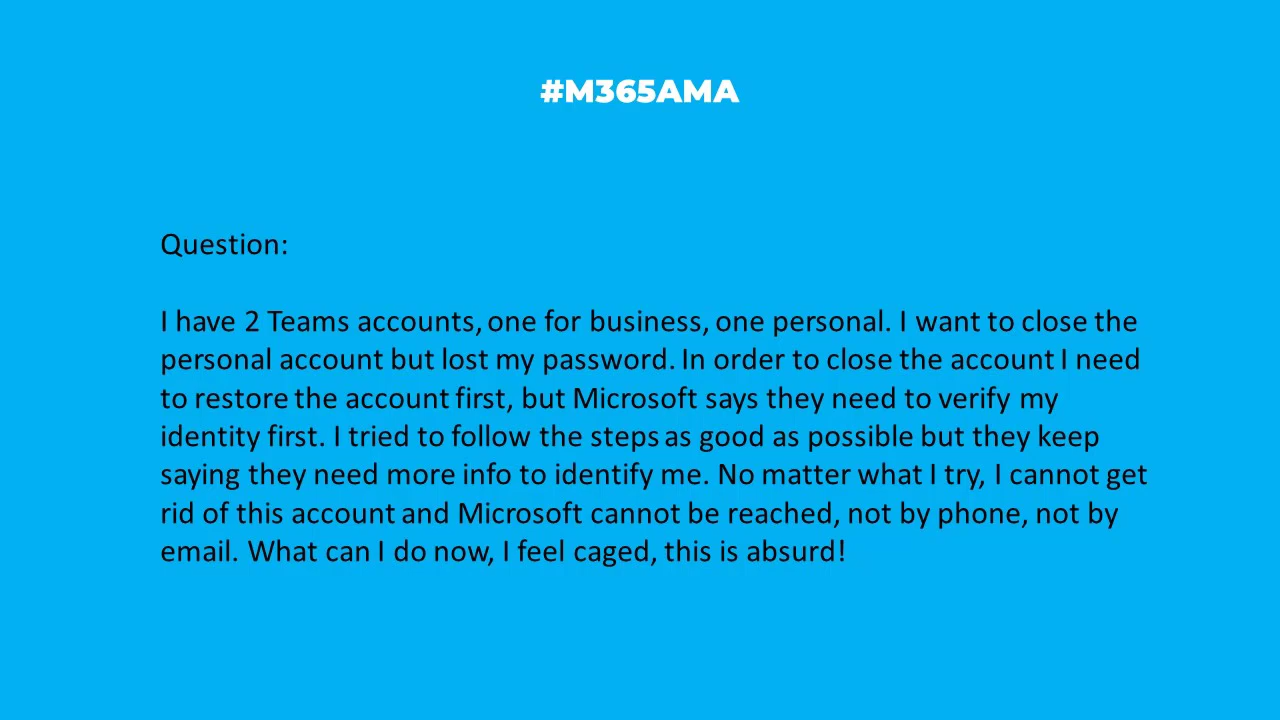 #M365AMA
Question:
I have 2 Teams accounts, one for business, one personal. I want to close the
personal account but lost my password. In order to close the account I need
to restore the account first, but Microsoft says they need to verify my
identity first. I tried to follow the steps as good as possible but they keep
saying they need more info to identify me. No matter what I try, I cannot get
rid of this account and Microsoft cannot be reached, not by phone, not by
email. What can I do now, I feel caged, this is absurd!